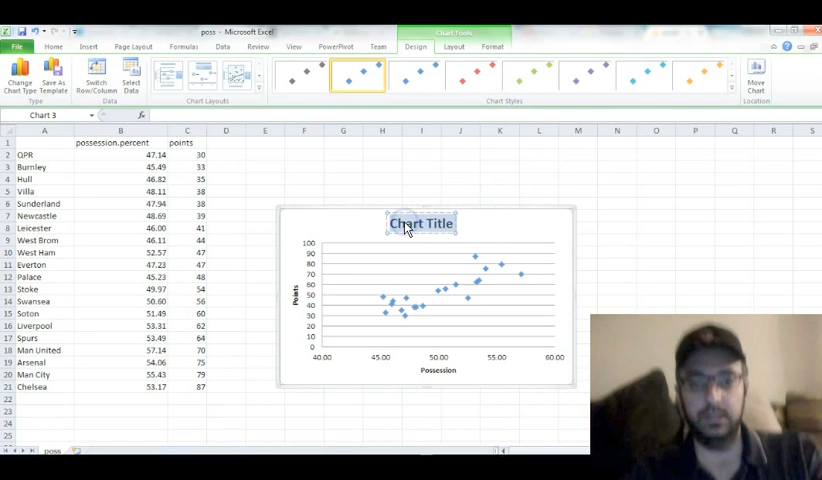 poss - Microsoft Excel
Chart Tools
File Home Insert Page Layout Formulas Data Review View PowerPivot Team Design Layout Format
Change Chart Type
Save As Template
Switch Row/Column
Select Data
Move Chart
Type Data Chart Layouts Chart Styles Location
Chart 3 fx
A B C D E F G H I J K L M N O P Q R S
1 possession.percent points
2 QPR 47.14 30
3 Burnley 45.49 33
4 Hull 46.82 35
5 Villa 48.11 38
6 Sunderland 47.94 38
7 Newcastle 48.69 39
8 Leicester 46.00 41
9 West Brom 46.11 44
10 West Ham 52.57 47
11 Everton 47.23 47
12 Palace 45.23 48
13 Stoke 49.97 54
14 Swansea 50.60 56
15 Soton 51.49 60
16 Liverpool 53.31 62
17 Spurs 53.49 64
18 Man United 57.14 70
19 Arsenal 54.06 75
20 Man City 55.43 79
21 Chelsea 53.17 87
22
23
24
25
Chart Title
100
90
80
70
60
50
40
30
20
10
0
Points
40.00 45.00 50.00 55.00 60.00
Possession
poss